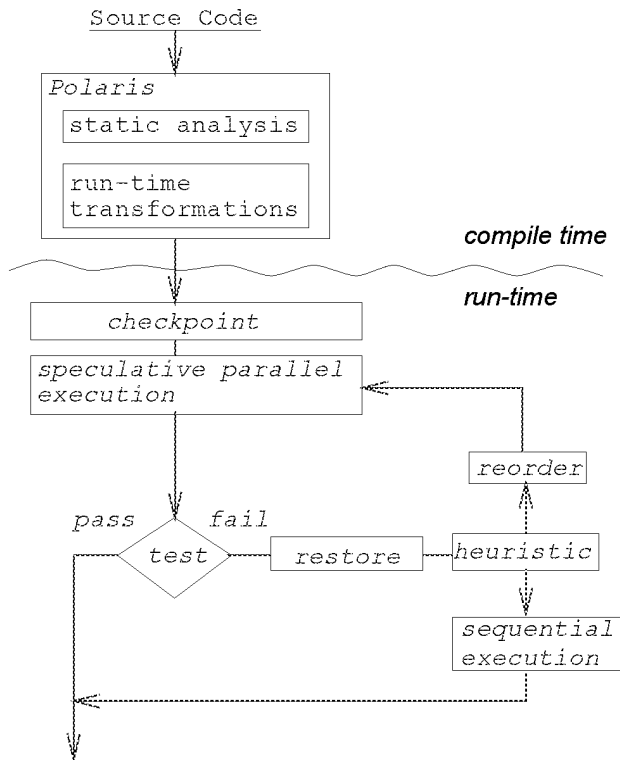 Source Code
Polaris
static analysis
run-time
transformations
compile time
run-time
checkpoint
speculative parallel
execution
reorder
pass
fail
test
restore
heuristic
sequential
execution